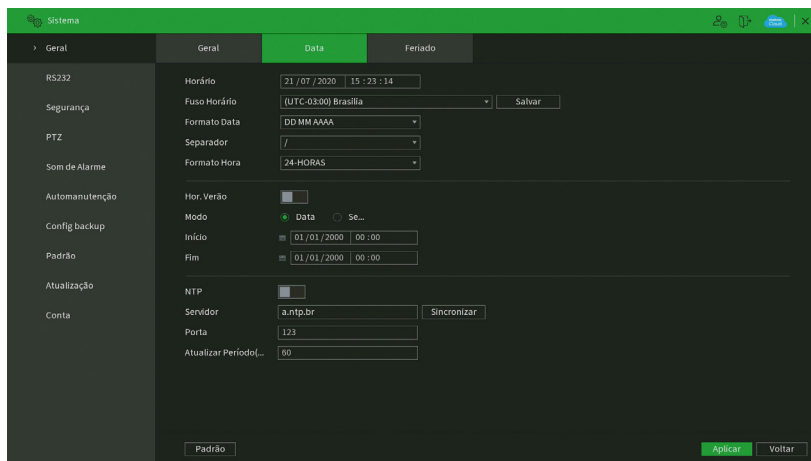 Sistema
Geral
RS232
Segurança
PTZ
Som de Alarme
Automanutenção
Config backup
Padrão
Atualização
Conta
Geral Data Feriado
Horário 21 / 07 / 2020 15 : 23 : 14
Fuso Horário (UTC-03:00) Brasília Salvar
Formato Data DD MM AAAA
Separador /
Formato Hora 24-HORAS
Hor. Verão
Modo Data Se...
Início 01 / 01 / 2000 00 : 00
Fim 01 / 01 / 2000 00 : 00
NTP
Servidor a.ntp.br Sincronizar
Porta 123
Atualizar Período(... 60
Padrão Aplicar Voltar